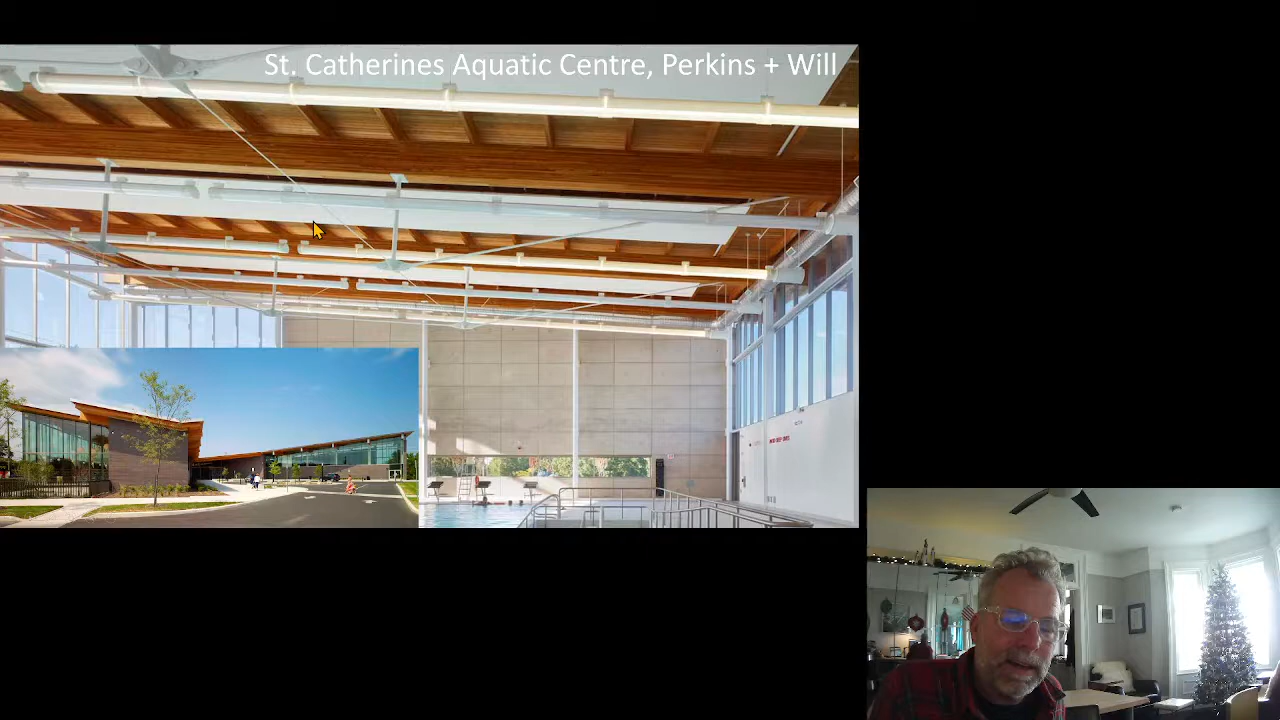 St. Catherines Aquatic Centre, Perkins + Will